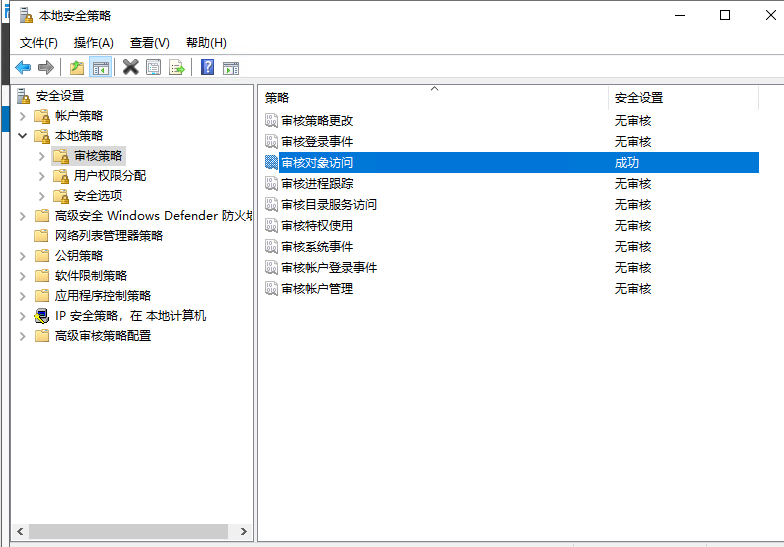 本地安全策略
文件(F) 操作(A) 查看(V) 帮助(H)
安全设置
帐户策略
本地策略
审核策略
用户权限分配
安全选项
高级安全 Windows Defender 防火墙
网络列表管理器策略
公钥策略
软件限制策略
应用程序控制策略
IP 安全策略，在 本地计算机
高级审核策略配置
策略 安全设置
审核策略更改 无审核
审核登录事件 无审核
审核对象访问 成功
审核进程跟踪 无审核
审核目录服务访问 无审核
审核特权使用 无审核
审核系统事件 无审核
审核帐户登录事件 无审核
审核帐户管理 无审核